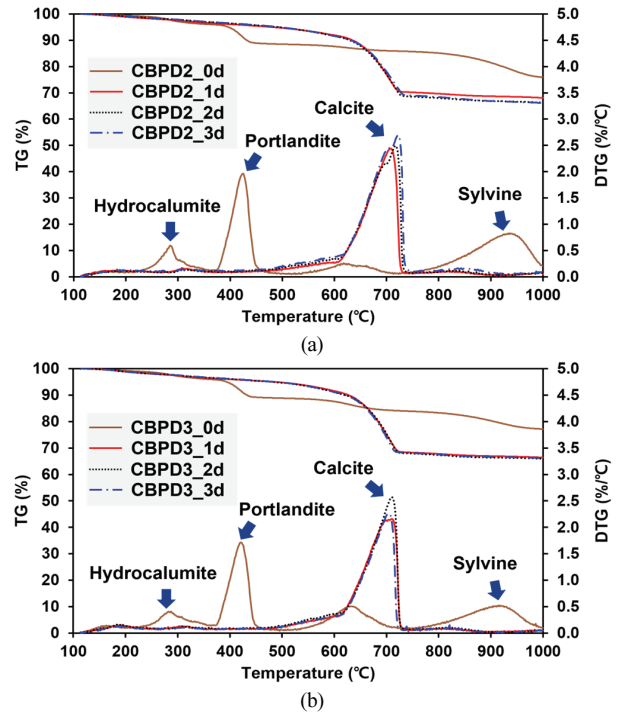 100
90
80
70
60
50
40
30
20
10
0
TG (%)
5.0
4.5
4.0
3.5
3.0
2.5
2.0
1.5
1.0
0.5
0.0
DTG (%/℃)
CBPD2_0d
CBPD2_1d
CBPD2_2d
CBPD2_3d
Calcite
Portlandite
Hydrocalumite
Sylvine
100 200 300 400 500 600 700 800 900 1000
Temperature (℃)
(a)
100
90
80
70
60
50
40
30
20
10
0
TG (%)
5.0
4.5
4.0
3.5
3.0
2.5
2.0
1.5
1.0
0.5
0.0
DTG (%/℃)
CBPD3_0d
CBPD3_1d
CBPD3_2d
CBPD3_3d
Calcite
Portlandite
Hydrocalumite
Sylvine
100 200 300 400 500 600 700 800 900 1000
Temperature (℃)
(b)